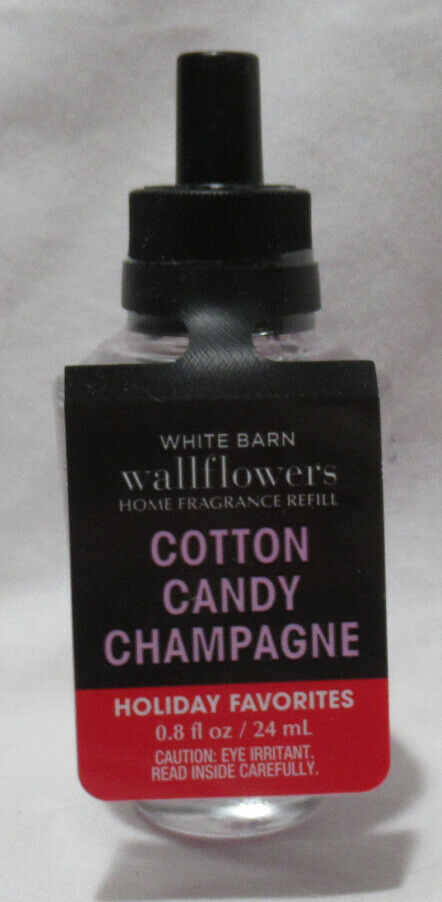 WHITE BARN
wallflowers
HOME FRAGRANCE REFILL
COTTON
CANDY
CHAMPAGNE
HOLIDAY FAVORITES
0.8 fl oz / 24 mL
CAUTION: EYE IRRITANT,
READ INSIDE CAREFULLY.